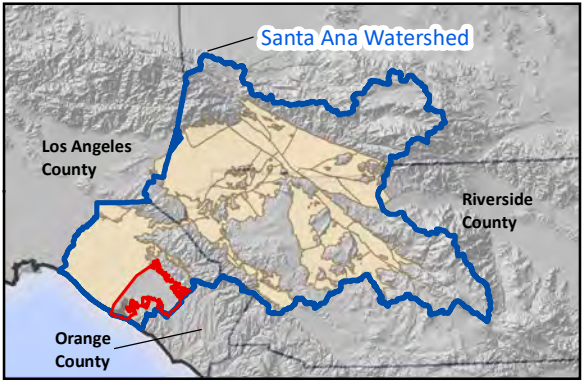 Santa Ana Watershed
Los Angeles
County
Riverside
County
Orange
County